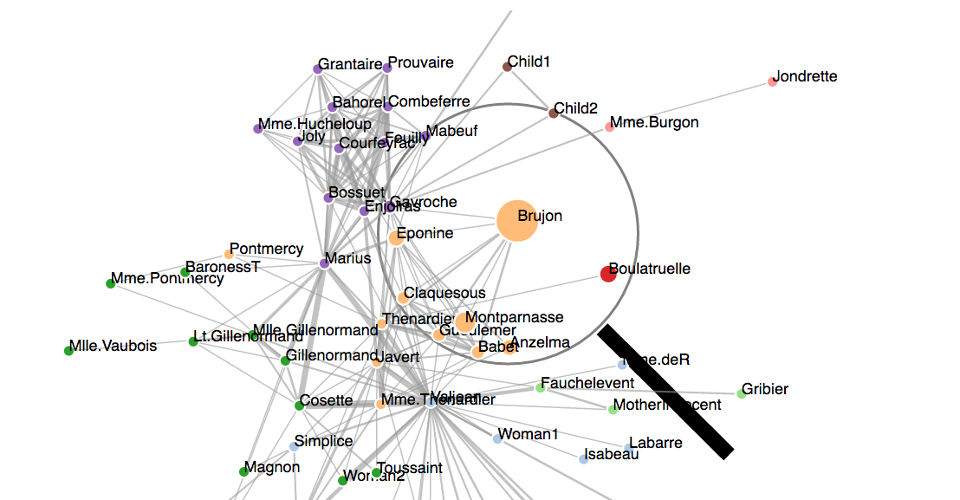 Child1
Grantaire
Prouvaire
Jondrette
Bahorel
Combeferre
Child2
Mme.Hucheloup
Mme.Burgon
Joly
Courfeyrac
Feuilly
Mabeuf
Bossuet
Enjolras
Gavroche
Brujon
Eponine
Pontmercy
Marius
BaronessT
Boulatruelle
Mme.Pontmercy
Claquesous
Thenardier
Montparnasse
Gueulemer
Mlle.Gillenormand
Lt.Gillenormand
Mlle.Vaubois
Babet
Anzelma
Gillenormand
Javert
Mme.deR
Fauchelevent
Gribier
Cosette
Mme.Thenardier
Valjean
MotherInnocent
Woman1
Simplice
Labarre
Isabeau
Magnon
Woman2
Toussaint